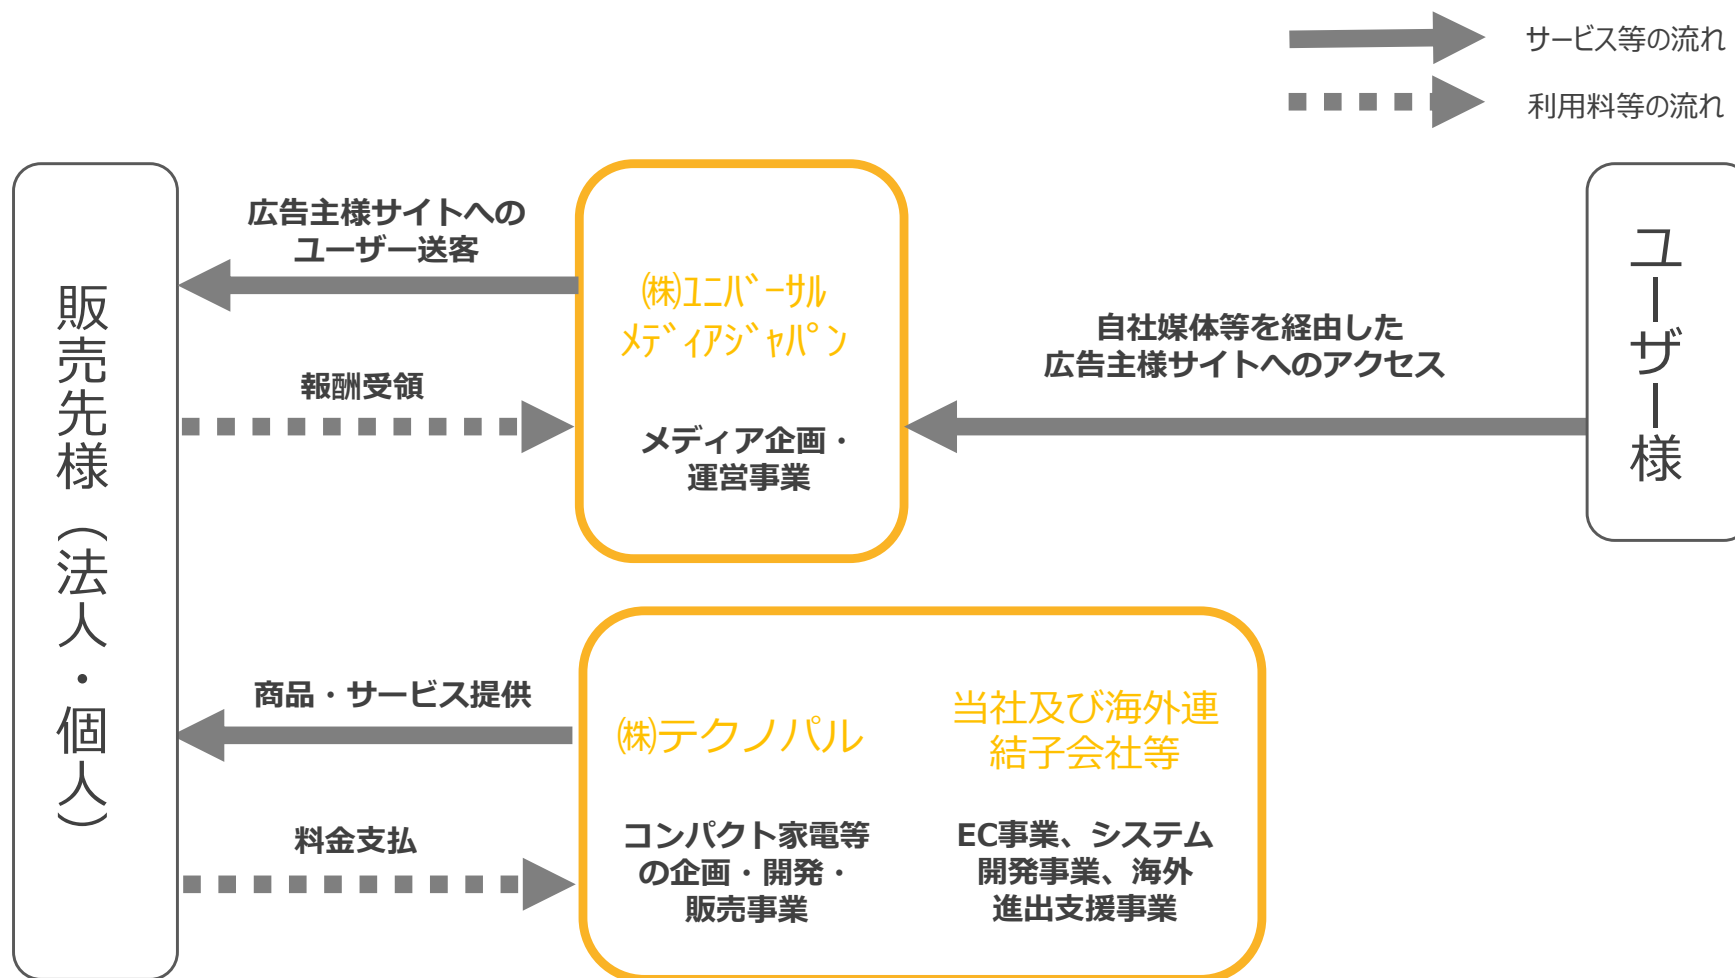 サービス等の流れ
利用料等の流れ
販売先様（法人・個人）
広告主様サイトへの
ユーザー送客
報酬受領
㈱ﾕﾆﾊﾞｰｻﾙ
ﾒﾃﾞｨｱｼﾞｬﾊﾟﾝ
メディア企画・
運営事業
自社媒体等を経由した
広告主様サイトへのアクセス
ユーザー様
商品・サービス提供
料金支払
㈱テクノパル
コンパクト家電等
の企画・開発・
販売事業
当社及び海外連
結子会社等
EC事業、システム
開発事業、海外
進出支援事業